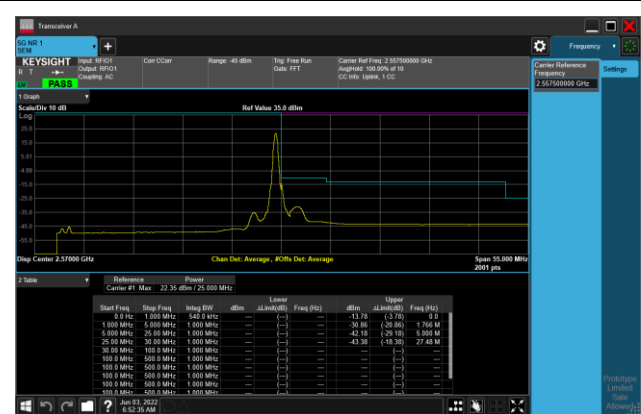 Transceiver A
5G NR 1
SEM
Frequency
KEYSIGHT
R T
PASS
Input: RFIO1
Output: RFIO1
Coupling: AC
Corr CCorr
Range: -45 dBm
Trig: Free Run
Gate: FFT
Carrier Ref Freq: 2.557500000 GHz
Avg|Hold: 100.00% of 10
CC Info: Uplink, 1 CC
Carrier Reference
Frequency
2.557500000 GHz
Settings
1 Graph
Scale/Div 10 dB
Ref Value 35.0 dBm
Log
25.0
15.0
5.01
-4.99
-15.0
-25.0
-35.0
-45.0
-55.0
Disp Center 2.57000 GHz
Chan Det: Average, #Offs Det: Average
Span 55.000 MHz
2001 pts
2 Table
Reference Power
Carrier #1 Max 22.35 dBm / 25.000 MHz
Lower Upper
Start Freq Stop Freq Integ BW dBm ΔLimit(dB) Freq (Hz) dBm ΔLimit(dB) Freq (Hz)
0.0 Hz 1.000 MHz 540.0 kHz --- (---) --- -13.78 (-3.78) 0.0
1.000 MHz 5.000 MHz 1.000 MHz --- (---) --- -30.86 (-20.86) 1.766 M
5.000 MHz 25.00 MHz 1.000 MHz --- (---) --- -42.18 (-29.18) 5.000 M
25.00 MHz 30.00 MHz 1.000 MHz --- (---) --- -43.38 (-18.38) 27.48 M
30.00 MHz 100.0 MHz 1.000 MHz --- (---) --- --- (---) ---
100.0 MHz 500.0 MHz 1.000 MHz --- (---) --- --- (---) ---
100.0 MHz 500.0 MHz 1.000 MHz --- (---) --- --- (---) ---
100.0 MHz 500.0 MHz 1.000 MHz --- (---) --- --- (---) ---
100.0 MHz 500.0 MHz 1.000 MHz --- (---) --- --- (---) ---
100.0 MHz 500.0 MHz 1.000 MHz --- (---) --- --- (---) ---
Jun 03, 2022
6:52:35 AM
Prototype
Limited
Sale
Allowed